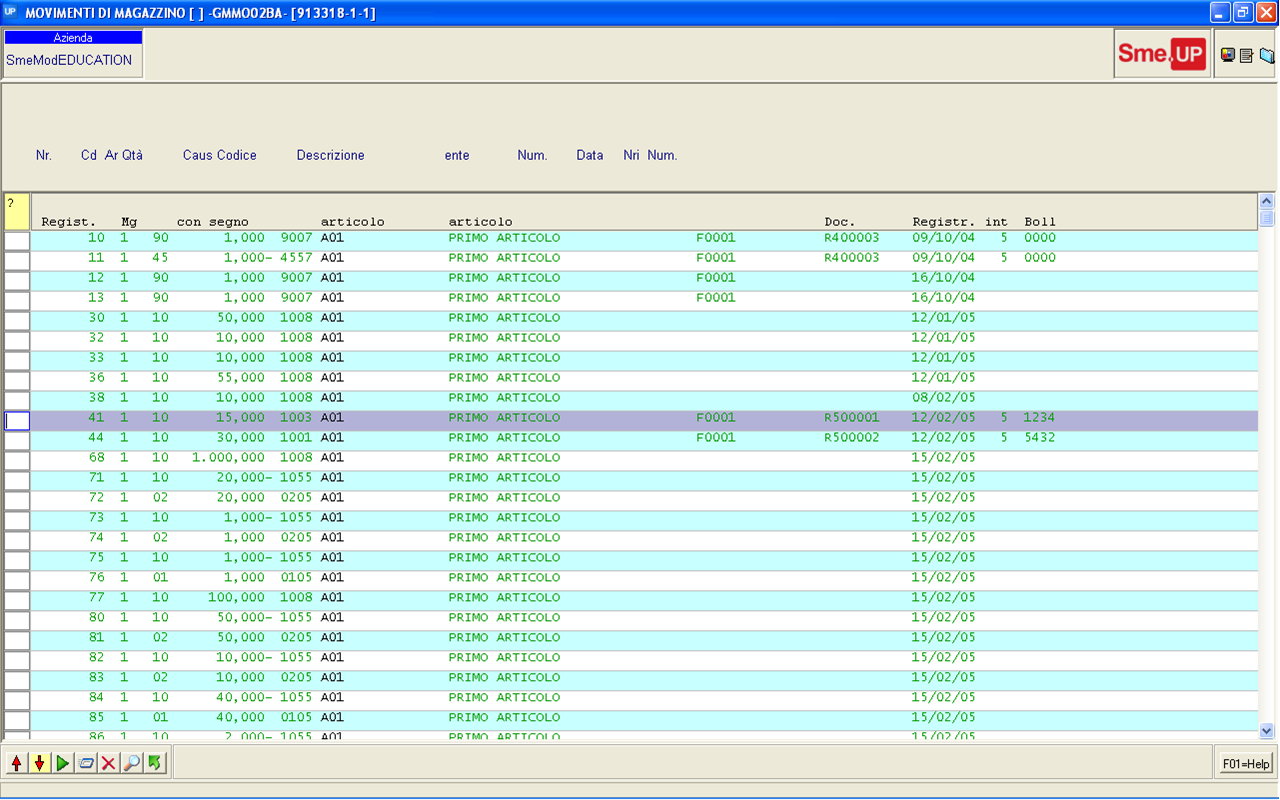 UP MOVIMENTI DI MAGAZZINO [ ] -GMMO02BA- [913318-1-1]
Azienda
SmeModEDUCATION
Sme.UP
Nr. Cd Ar Qtà Caus Codice Descrizione ente Num. Data Nri Num.
?
Regist. Mg con segno articolo articolo Doc. Registr. int Boll
10 1 90 1,000 9007 A01 PRIMO ARTICOLO F0001 R400003 09/10/04 5 0000
11 1 45 1,000- 4557 A01 PRIMO ARTICOLO F0001 R400003 09/10/04 5 0000
12 1 90 1,000 9007 A01 PRIMO ARTICOLO F0001 16/10/04
13 1 90 1,000 9007 A01 PRIMO ARTICOLO F0001 16/10/04
30 1 10 50,000 1008 A01 PRIMO ARTICOLO 12/01/05
32 1 10 10,000 1008 A01 PRIMO ARTICOLO 12/01/05
33 1 10 10,000 1008 A01 PRIMO ARTICOLO 12/01/05
36 1 10 55,000 1008 A01 PRIMO ARTICOLO 12/01/05
38 1 10 10,000 1008 A01 PRIMO ARTICOLO 08/02/05
41 1 10 15,000 1003 A01 PRIMO ARTICOLO F0001 R500001 12/02/05 5 1234
44 1 10 30,000 1001 A01 PRIMO ARTICOLO F0001 R500002 12/02/05 5 5432
68 1 10 1.000,000 1008 A01 PRIMO ARTICOLO 15/02/05
71 1 10 20,000- 1055 A01 PRIMO ARTICOLO 15/02/05
72 1 02 20,000 0205 A01 PRIMO ARTICOLO 15/02/05
73 1 10 1,000- 1055 A01 PRIMO ARTICOLO 15/02/05
74 1 02 1,000 0205 A01 PRIMO ARTICOLO 15/02/05
75 1 10 1,000- 1055 A01 PRIMO ARTICOLO 15/02/05
76 1 01 1,000 0105 A01 PRIMO ARTICOLO 15/02/05
77 1 10 100,000 1008 A01 PRIMO ARTICOLO 15/02/05
80 1 10 50,000- 1055 A01 PRIMO ARTICOLO 15/02/05
81 1 02 50,000 0205 A01 PRIMO ARTICOLO 15/02/05
82 1 10 10,000- 1055 A01 PRIMO ARTICOLO 15/02/05
83 1 02 10,000 0205 A01 PRIMO ARTICOLO 15/02/05
84 1 10 40,000- 1055 A01 PRIMO ARTICOLO 15/02/05
85 1 01 40,000 0105 A01 PRIMO ARTICOLO 15/02/05
86 1 10 2,000- 1055 A01 PRIMO ARTICOLO 15/02/05
F01=Help